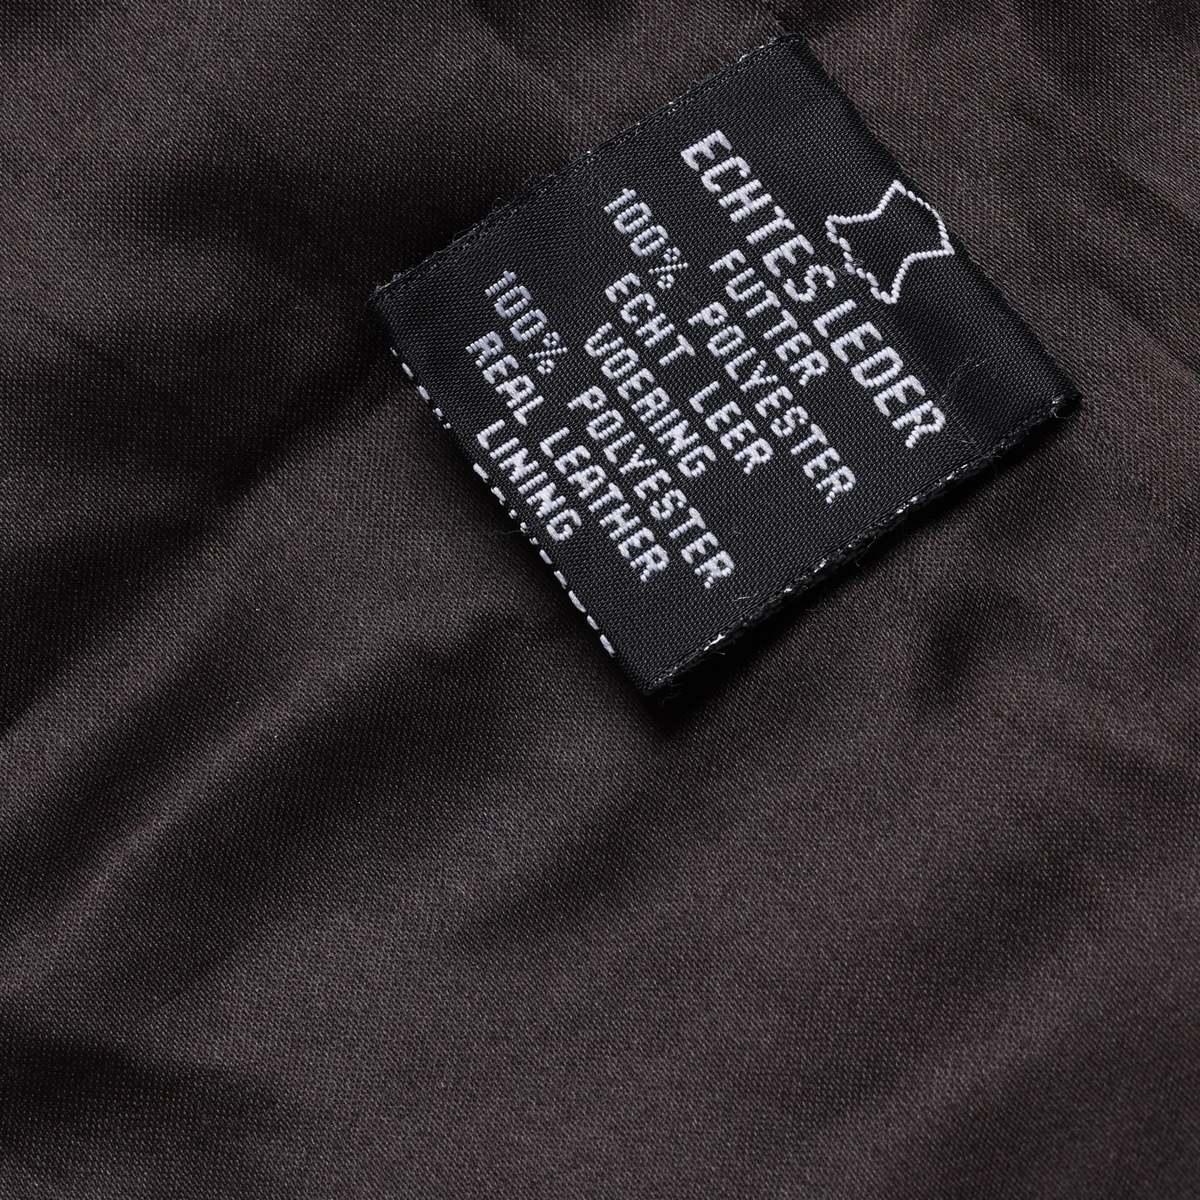 ECHTES LEDER
FUTTER
100% POLYESTER
ECHT LEER
VOERING
100% POLYESTER
REAL LEATHER
LINING